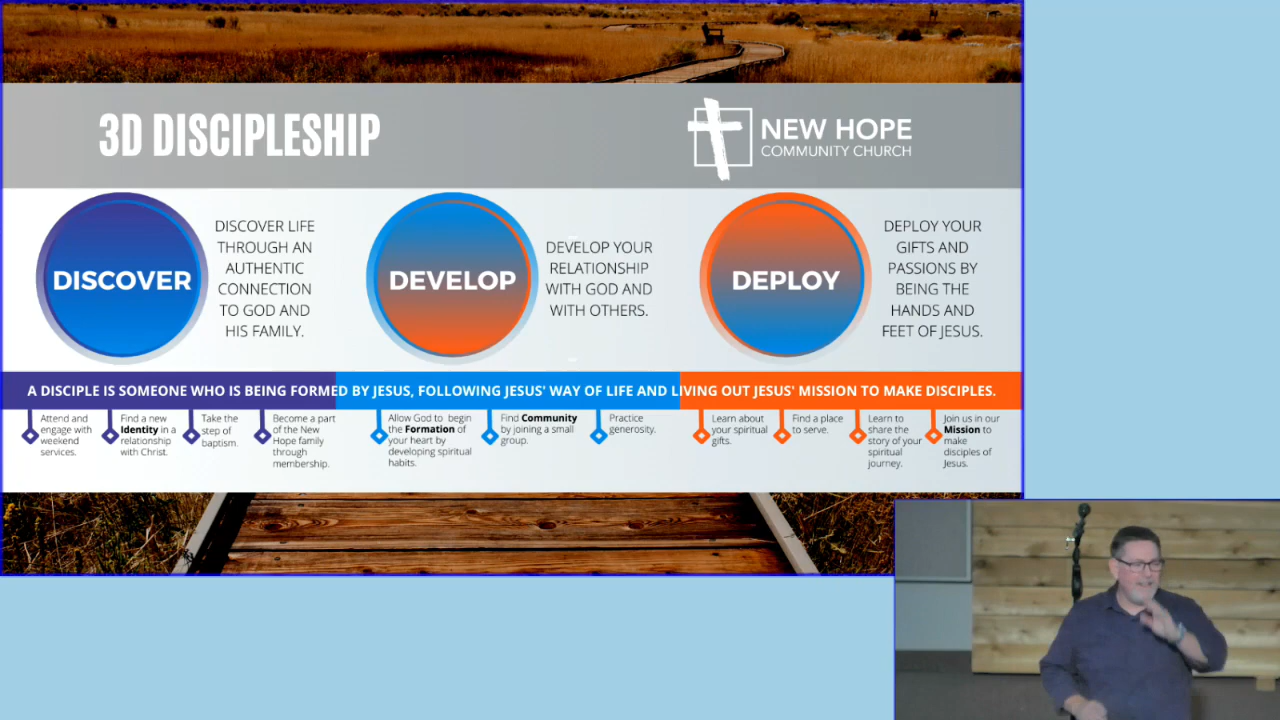 3D DISCIPLESHIP
NEW HOPE
COMMUNITY CHURCH
DISCOVER
DISCOVER LIFE
THROUGH AN
AUTHENTIC
CONNECTION
TO GOD AND
HIS FAMILY.
DEVELOP
DEVELOP YOUR
RELATIONSHIP
WITH GOD AND
WITH OTHERS.
DEPLOY
DEPLOY YOUR
GIFTS AND
PASSIONS BY
BEING THE
HANDS AND
FEET OF JESUS.
A DISCIPLE IS SOMEONE WHO IS BEING FORMED BY JESUS, FOLLOWING JESUS' WAY OF LIFE AND LIVING OUT JESUS' MISSION TO MAKE DISCIPLES.
Attend and
engage with
weekend
services.
Find a new
Identity in a
relationship
with Christ.
Take the
step of
baptism.
Become a part
of the New
Hope family
through
membership.
Allow God to begin
the Formation of
your heart by
developing spiritual
habits.
Find Community
by joining a small
group.
Practice
generosity.
Learn about
your spiritual
gifts.
Find a place
to serve.
Learn to
share the
story of your
spiritual
journey.
Join us in our
Mission to
make
disciples of
Jesus.